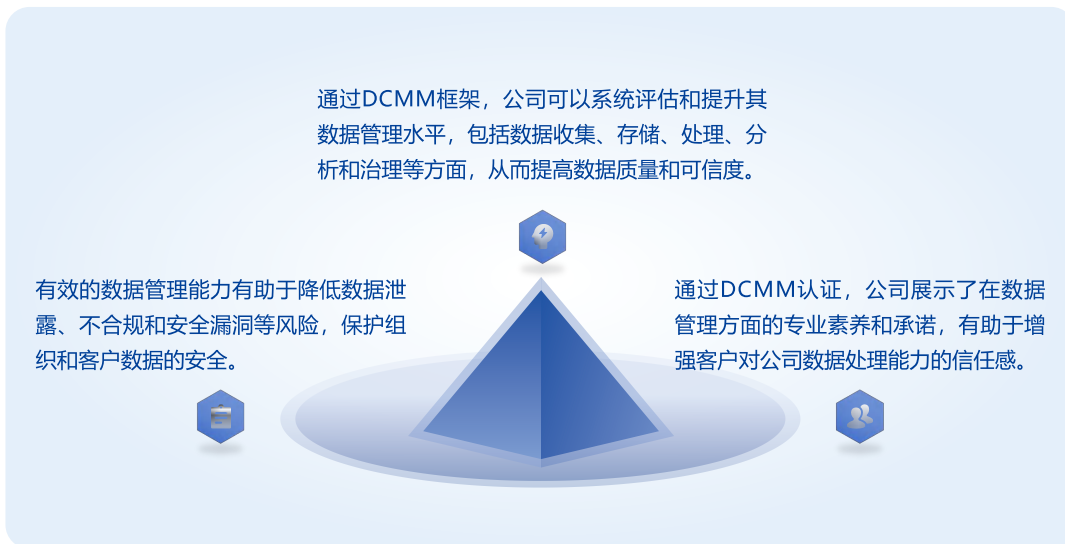 通过DCMM框架，公司可以系统评估和提升其
数据管理水平，包括数据收集、存储、处理、分
析和治理等方面，从而提高数据质量和可信度。
有效的数据管理能力有助于降低数据泄
露、不合规和安全漏洞等风险，保护组
织和客户数据的安全。
通过DCMM认证，公司展示了在数据
管理方面的专业素养和承诺，有助于增
强客户对公司数据处理能力的信任感。